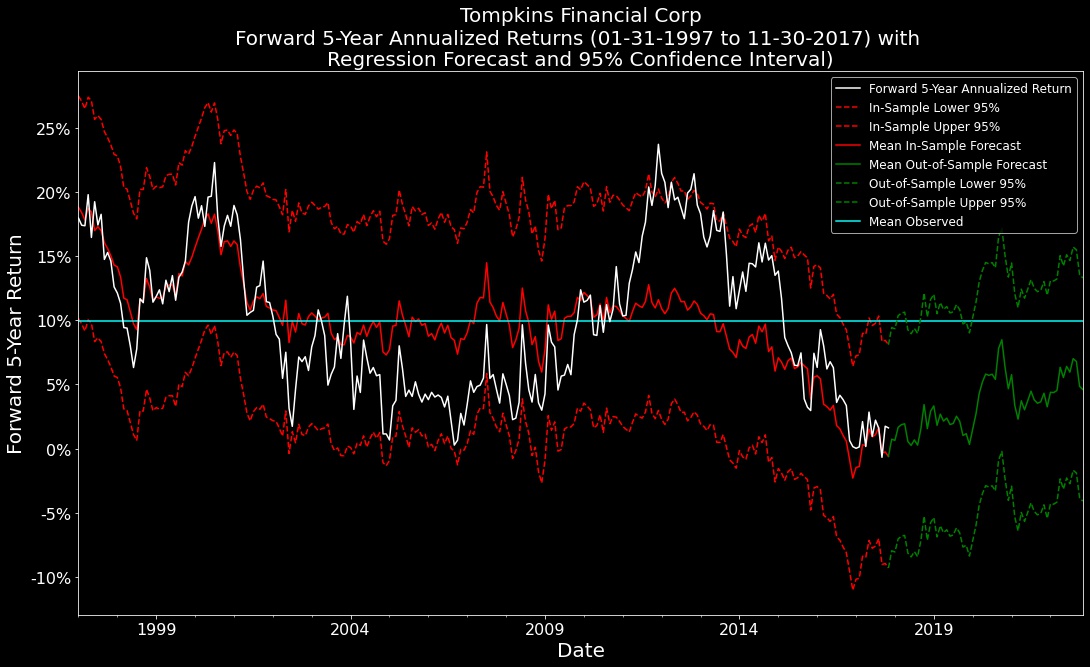 Tompkins Financial Corp
Forward 5-Year Annualized Returns (01-31-1997 to 11-30-2017) with
Regression Forecast and 95% Confidence Interval)
Forward 5-Year Annualized Return
In-Sample Lower 95%
In-Sample Upper 95%
Mean In-Sample Forecast
Mean Out-of-Sample Forecast
Out-of-Sample Lower 95%
Out-of-Sample Upper 95%
Mean Observed
Forward 5-Year Return
25%
20%
15%
10%
5%
0%
-5%
-10%
1999
2004
2009
2014
2019
Date